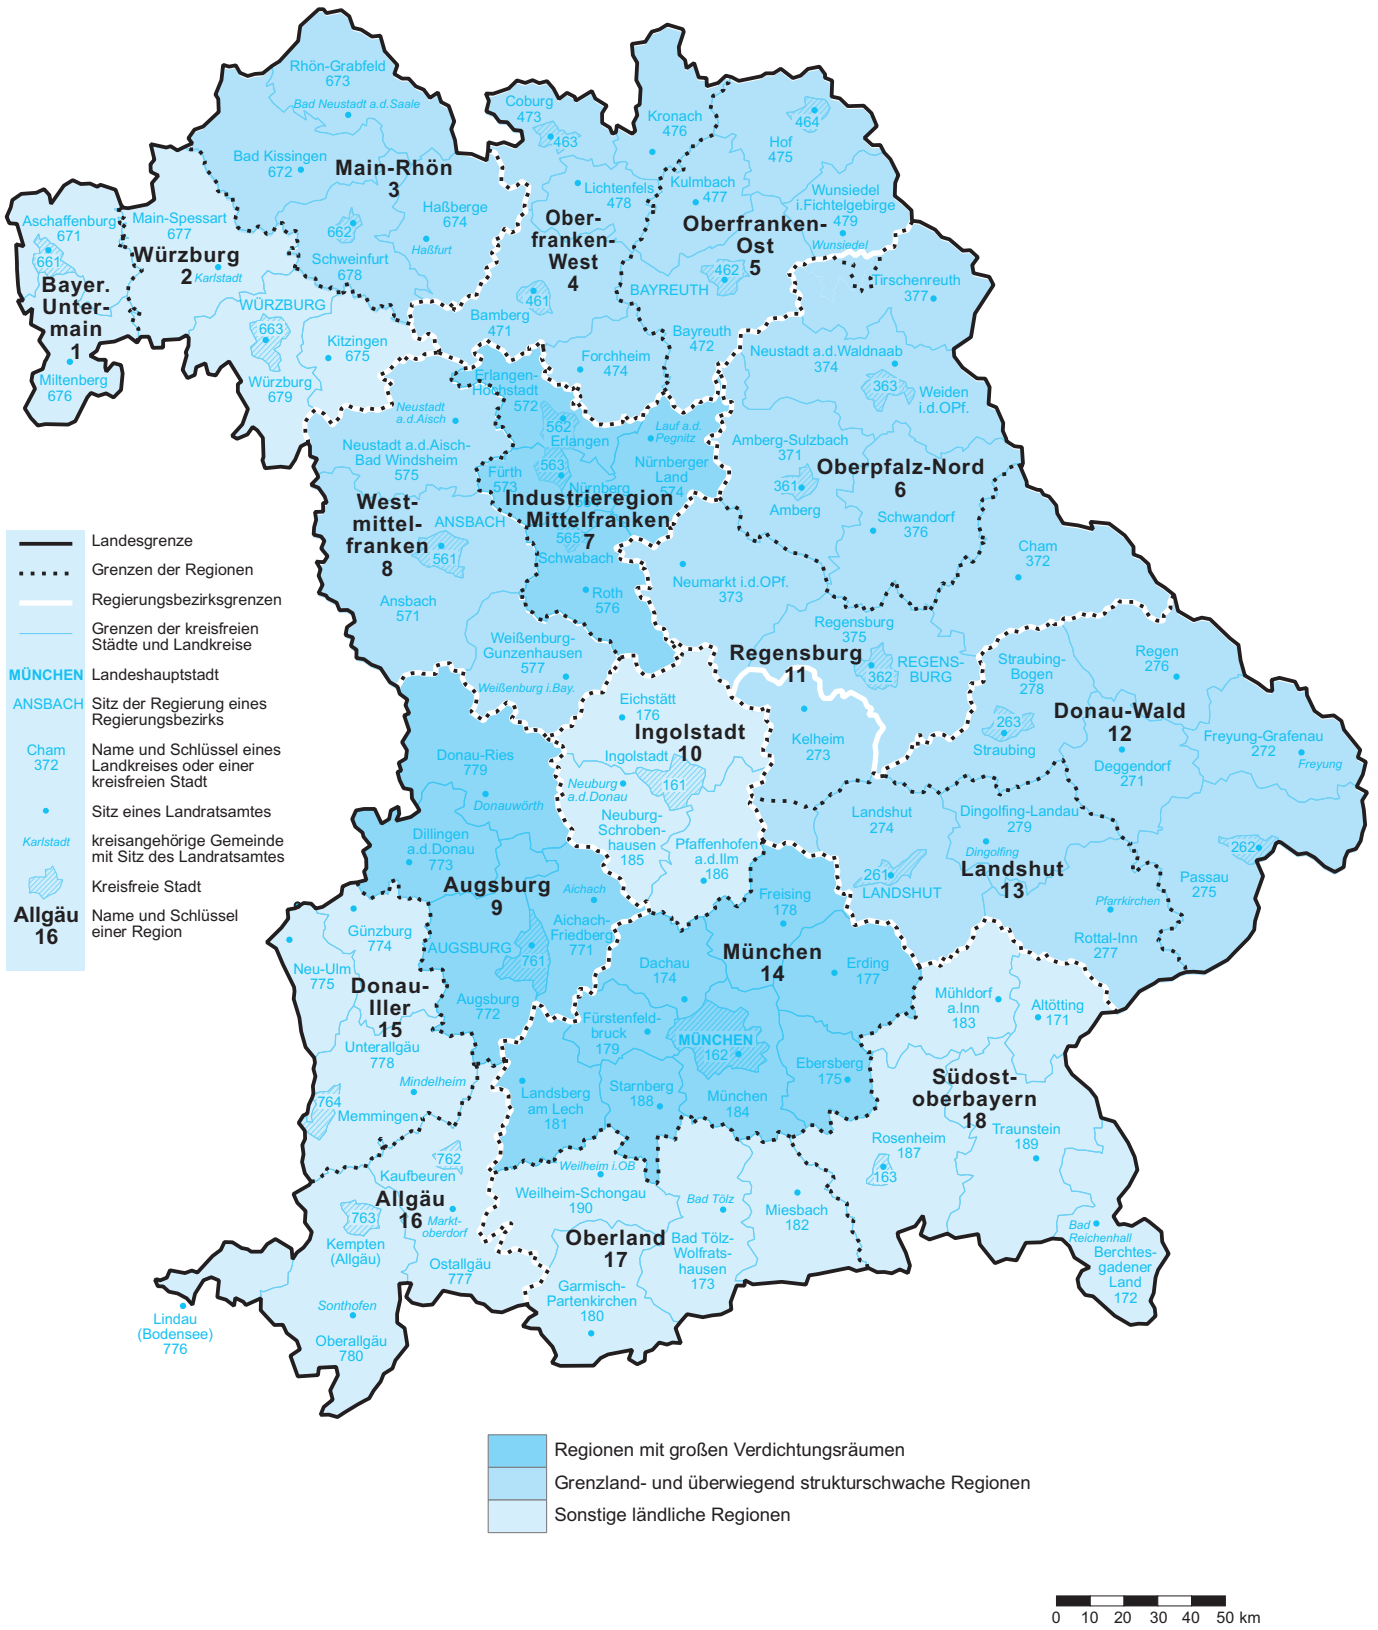 Rhön-Grabfeld
673
Bad Neustadt a.d.Saale
Bad Kissingen
672
Main-Rhön
3
Haßberge
674
Haßfurt
662
Schweinfurt
678
Coburg
473
463
Kronach
476
Lichtenfels
478
Ober-
franken-
West
4
461
Bamberg
471
Forchheim
474
464
Hof
475
Kulmbach
477
Wunsiedel
i.Fichtelgebirge
479
Wunsiedel
Oberfranken-
Ost
5
462
BAYREUTH
Bayreuth
472
Aschaffenburg
671
661
Bayer.
Unter-
main
1
Miltenberg
676
Main-Spessart
677
Würzburg
2
Karlstadt
WÜRZBURG
663
Würzburg
679
Kitzingen
675
Tirschenreuth
377
Neustadt a.d.Waldnaab
374
363
Weiden
i.d.OPf.
Amberg-Sulzbach
371
361
Amberg
Oberpfalz-Nord
6
Schwandorf
376
Erlangen-
Höchstadt
572
562
Erlangen
Lauf a.d.
Pegnitz
Nürnberger
Land
574
Fürth
573
563
Nürnberg
Industrieregion
Mittelfranken
7
565
Schwabach
Roth
576
Neustadt
a.d.Aisch
Neustadt a.d.Aisch-
Bad Windsheim
575
West-
mittel-
franken
8
ANSBACH
561
Ansbach
571
Weißenburg-
Gunzenhausen
577
Weißenburg i.Bay.
Neumarkt i.d.OPf.
373
Cham
372
Regensburg
375
Regensburg
11
362
REGENS-
BURG
Kelheim
273
Straubing-
Bogen
278
263
Straubing
Regen
276
Donau-Wald
12
Deggendorf
271
Freyung-Grafenau
272
Freyung
262
Passau
275
Landesgrenze
Grenzen der Regionen
Regierungsbezirksgrenzen
Grenzen der kreisfreien
Städte und Landkreise
MÜNCHEN Landeshauptstadt
ANSBACH Sitz der Regierung eines
Regierungsbezirks
Cham
372
Name und Schlüssel eines
Landkreises oder einer
kreisfreien Stadt
Sitz eines Landratsamtes
Karlstadt
kreisangehörige Gemeinde
mit Sitz des Landratsamtes
Kreisfreie Stadt
Allgäu
16
Name und Schlüssel
einer Region
Donau-Ries
779
Donauwörth
Dillingen
a.d.Donau
773
Augsburg
9
Aichach
Aichach-
Friedberg
771
AUGSBURG
761
Augsburg
772
Eichstätt
176
Ingolstadt
10
Ingolstadt
161
Neuburg
a.d.Donau
Neuburg-
Schroben-
hausen
185
Pfaffenhofen
a.d.Ilm
186
Landshut
274
261
LANDSHUT
Dingolfing-Landau
279
Dingolfing
Landshut
13
Pfarrkirchen
Rottal-Inn
277
Freising
178
München
14
Erding
177
Dachau
174
Fürstenfeld-
bruck
179
MÜNCHEN
162
Ebersberg
175
Landsberg
am Lech
181
Starnberg
188
München
184
Günzburg
774
Neu-Ulm
775
Donau-
Iller
15
Unterallgäu
778
Mindelheim
764
Memmingen
762
Kaufbeuren
Allgäu
16
763
Kempten
(Allgäu)
Markt-
oberdorf
Ostallgäu
777
Sonthofen
Oberallgäu
780
Lindau
(Bodensee)
776
Weilheim i.OB
Weilheim-Schongau
190
Oberland
17
Garmisch-
Partenkirchen
180
Bad Tölz
Bad Tölz-
Wolfrats-
hausen
173
Miesbach
182
Mühldorf
a.Inn
183
Altötting
171
Südost-
oberbayern
18
Rosenheim
187
163
Traunstein
189
Bad
Reichenhall
Berchtes-
gadener
Land
172
Regionen mit großen Verdichtungsräumen
Grenzland- und überwiegend strukturschwache Regionen
Sonstige ländliche Regionen
0 10 20 30 40 50 km